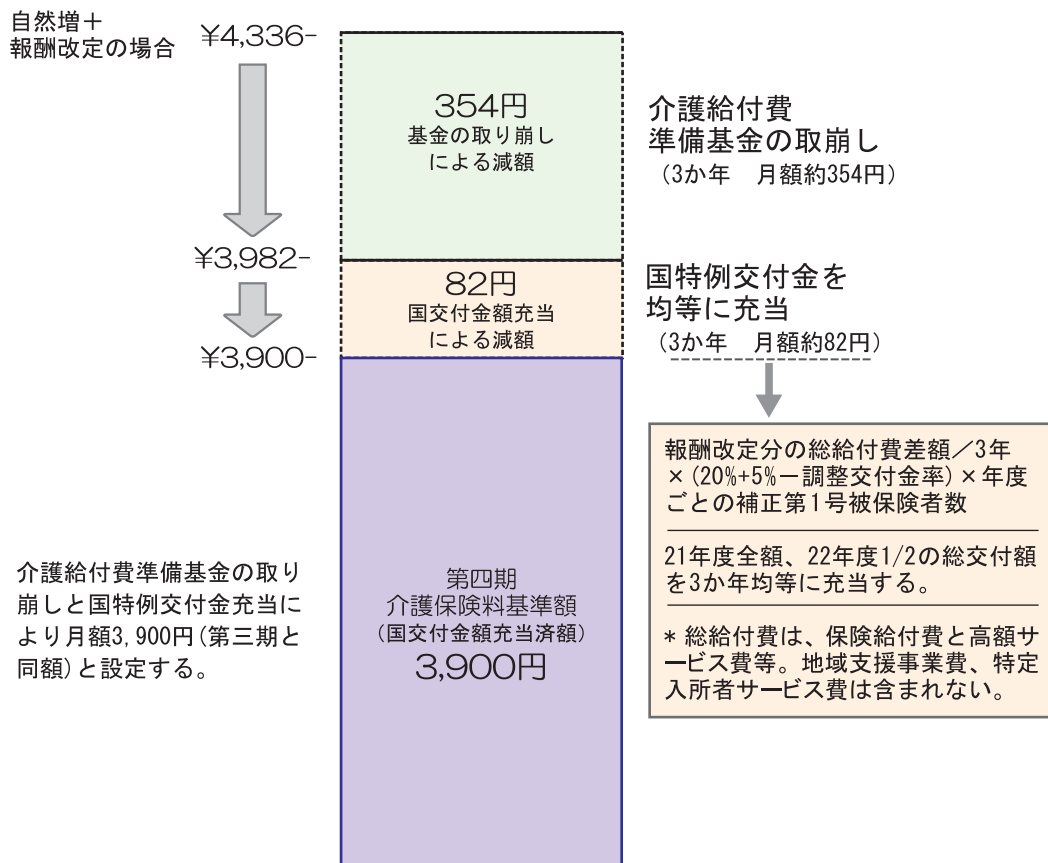 自然増＋
報酬改定の場合
¥4,336-
¥3,982-
¥3,900-
354円
基金の取り崩し
による減額
82円
国交付金額充当
による減額
第四期
介護保険料基準額
（国交付金額充当済額）
3,900円
介護給付費
準備基金の取崩し
（3か年　月額約354円）
国特例交付金を
均等に充当
（3か年　月額約82円）
報酬改定分の総給付費差額／3年
×（20%+5%－調整交付金率）×年度
ごとの補正第1号被保険者数
21年度全額、22年度1/2の総交付額
を3か年均等に充当する。
＊総給付費は、保険給付費と高額サ
ービス費等。地域支援事業費、特定
入所者サービス費は含まれない。
介護給付費準備基金の取り
崩しと国特例交付金充当に
より月額3,900円（第三期と
同額）と設定する。